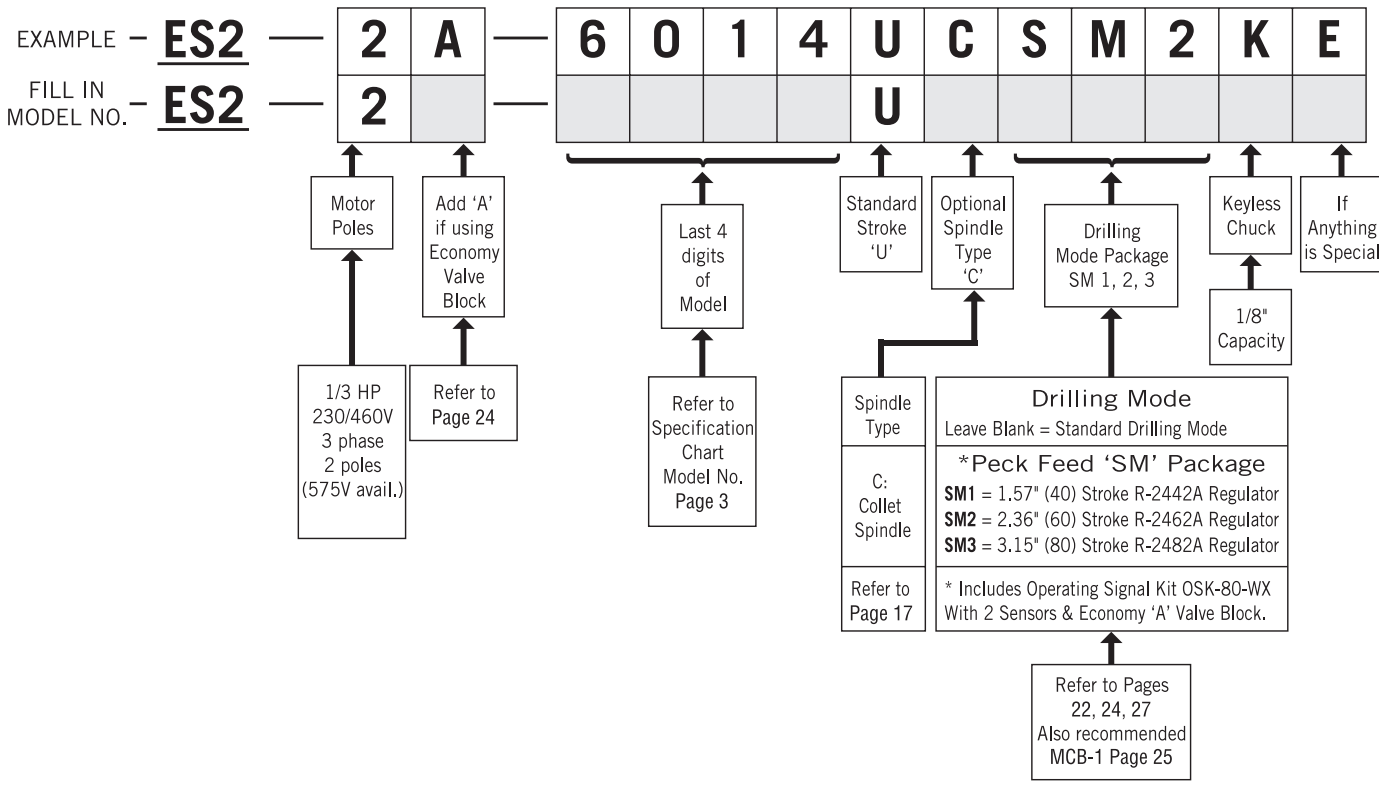 EXAMPLE – ES2 — 2 A — 6 0 1 4 U C S M 2 K E
FILL IN
MODEL NO. – ES2 — 2 — U
Motor
Poles
Add 'A'
if using
Economy
Valve
Block
Last 4
digits
of
Model
Standard
Stroke
'U'
Optional
Spindle
Type
'C'
Drilling
Mode Package
SM 1, 2, 3
Keyless
Chuck
If
Anything
is Special
1/8"
Capacity
1/3 HP
230/460V
3 phase
2 poles
(575V avail.)
Refer to
Page 24
Refer to
Specification
Chart
Model No.
Page 3
Spindle
Type
C:
Collet
Spindle
Refer to
Page 17
Drilling Mode
Leave Blank = Standard Drilling Mode
*Peck Feed 'SM' Package
SM1 = 1.57" (40) Stroke R-2442A Regulator
SM2 = 2.36" (60) Stroke R-2462A Regulator
SM3 = 3.15" (80) Stroke R-2482A Regulator
* Includes Operating Signal Kit OSK-80-WX
With 2 Sensors & Economy 'A' Valve Block.
Refer to Pages
22, 24, 27
Also recommended
MCB-1 Page 25